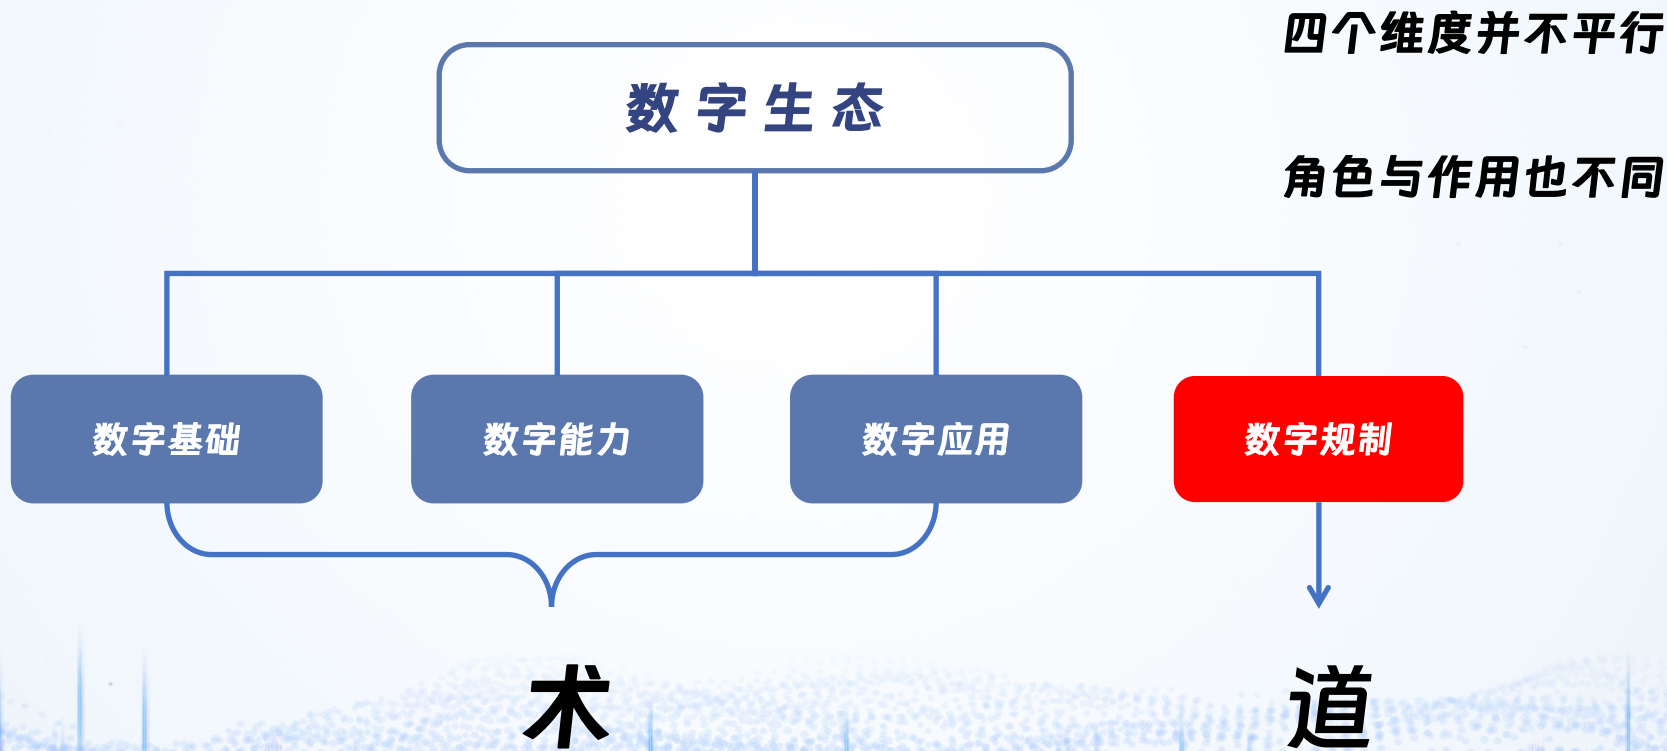 四个维度并不平行
数字生态
角色与作用也不同
数字基础
数字能力
数字应用
数字规制
术
道